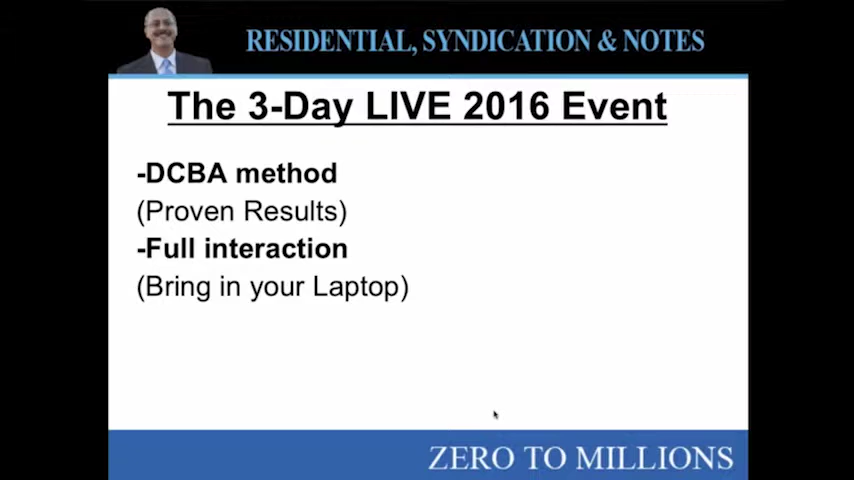 RESIDENTIAL, SYNDICATION & NOTES
The 3-Day LIVE 2016 Event
-DCBA method
(Proven Results)
-Full interaction
(Bring in your Laptop)
ZERO TO MILLIONS